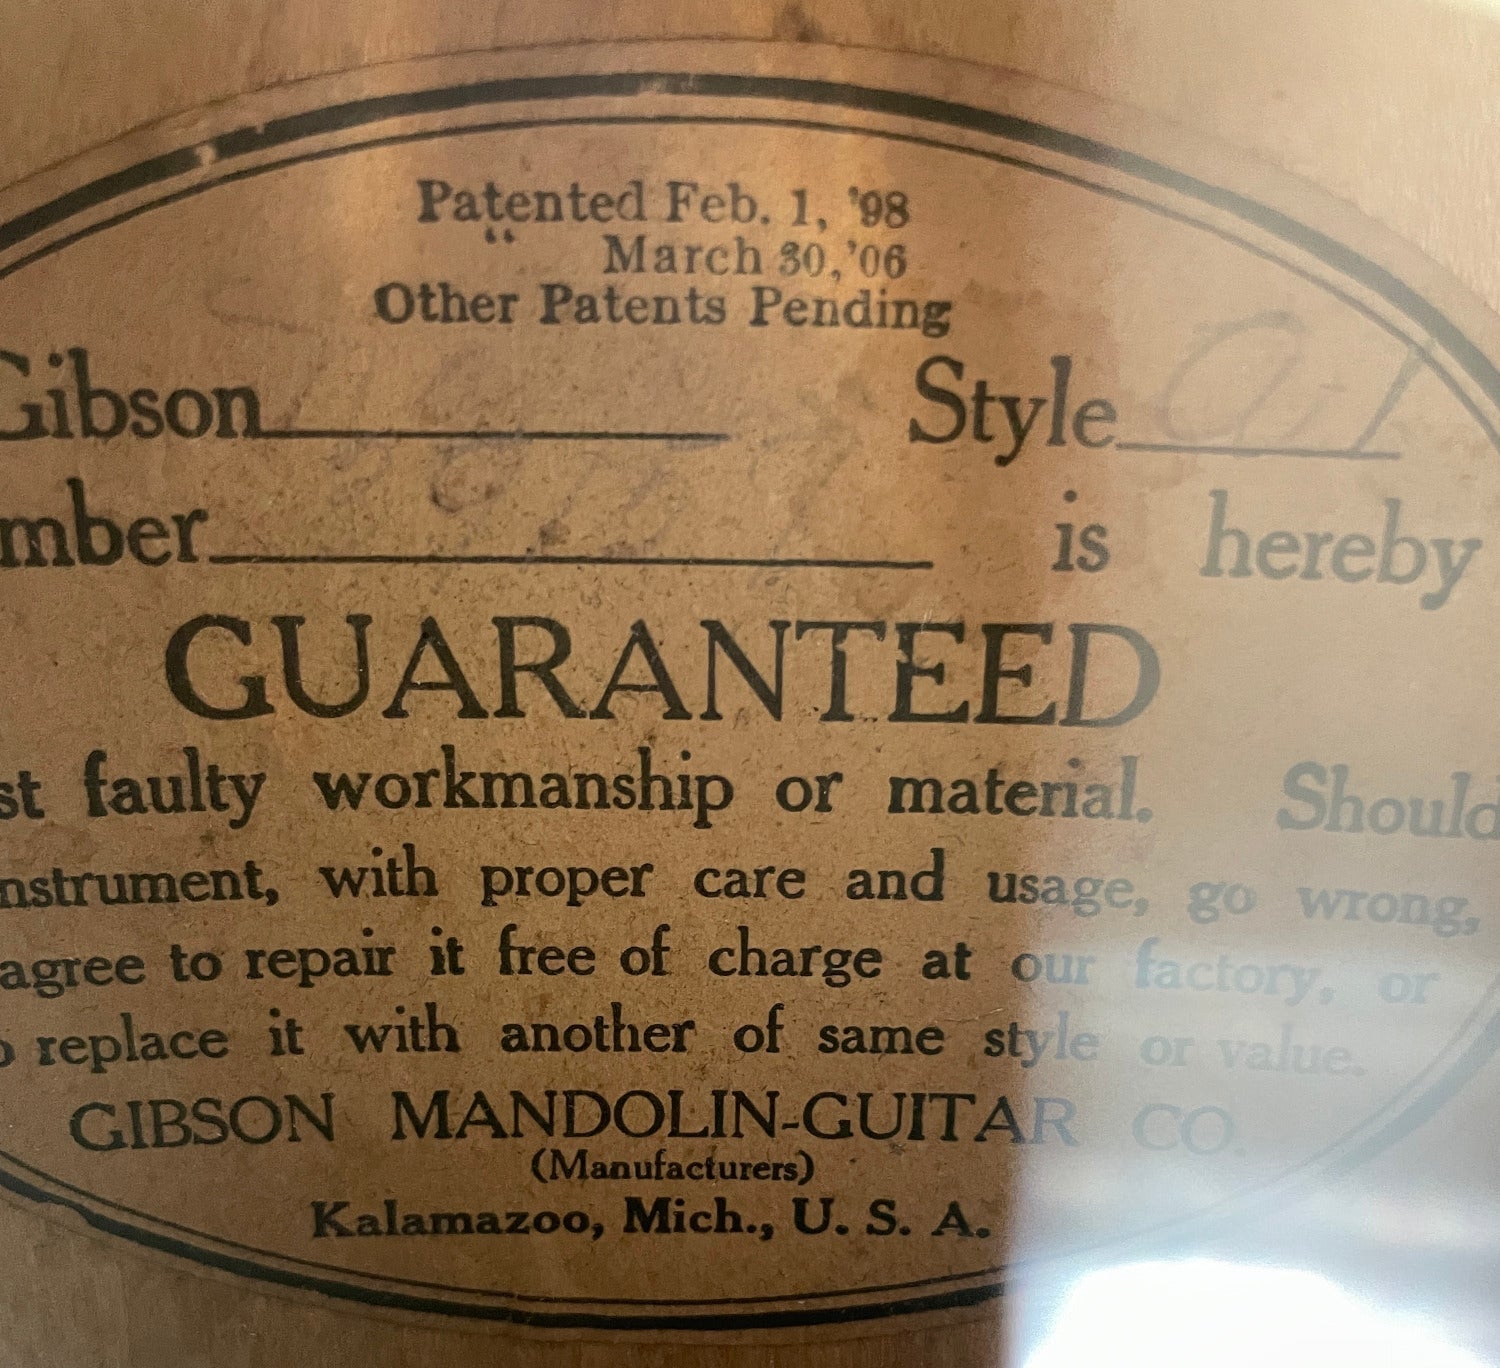 Patented Feb. 1, '98
" March 30, '06
Other Patents Pending
Gibson Style
mber is hereby
GUARANTEED
st faulty workmanship or material. Should
nstrument, with proper care and usage, go wrong,
agree to repair it free of charge at our factory, or
o replace it with another of same style or value.
GIBSON MANDOLIN-GUITAR CO.
(Manufacturers)
Kalamazoo, Mich., U. S. A.